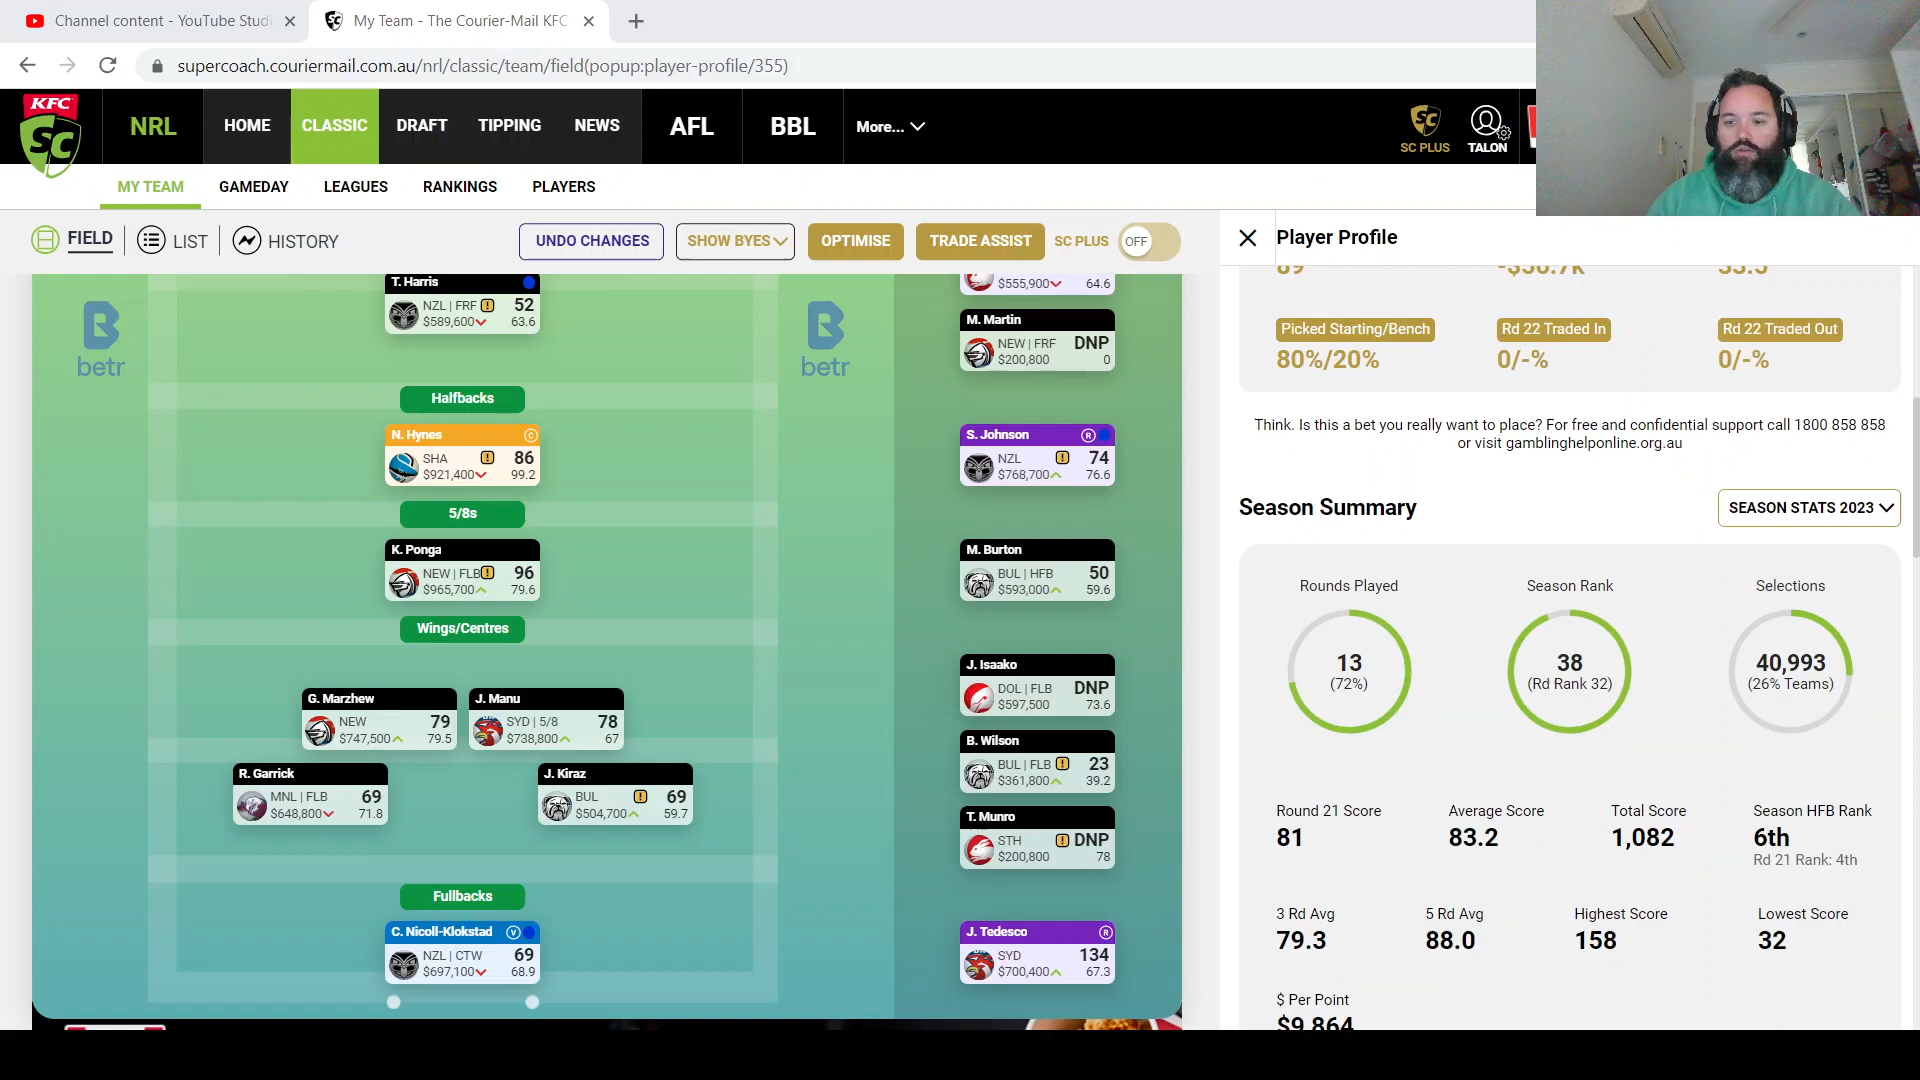 Channel content - YouTube Studi
My Team - The Courier-Mail KFC
supercoach.couriermail.com.au/nrl/classic/team/field(popup:player-profile/355)
KFC
SC
NRL
HOME
CLASSIC
DRAFT
TIPPING
NEWS
AFL
BBL
More...
SC
SC PLUS
TALON
MY TEAM
GAMEDAY
LEAGUES
RANKINGS
PLAYERS
FIELD
LIST
HISTORY
UNDO CHANGES
SHOW BYES
OPTIMISE
TRADE ASSIST
SC PLUS
OFF
betr
betr
T. Harris
NZL | FRF ! 52
$589,600 63.6
Halfbacks
N. Hynes C
SHA ! 86
$921,400 99.2
5/8s
K. Ponga
NEW | FLB ! 96
$965,700 79.6
Wings/Centres
G. Marzhew
NEW 79
$747,500 79.5
J. Manu
SYD | 5/8 78
$738,800 67
R. Garrick
MNL | FLB 69
$648,800 71.8
J. Kiraz
BUL ! 69
$504,700 59.7
Fullbacks
C. Nicoll-Klokstad V
NZL | CTW 69
$697,100 68.9
$555,900 64.6
M. Martin
NEW | FRF DNP
$200,800 0
S. Johnson R
NZL ! 74
$768,700 76.6
M. Burton
BUL | HFB 50
$593,000 59.6
J. Isaako
DOL | FLB DNP
$597,500 73.6
B. Wilson
BUL | FLB ! 23
$361,800 39.2
T. Munro
STH ! DNP
$200,800 78
J. Tedesco R
SYD 134
$700,400 67.3
Player Profile
89 -$56.7k 53.5
Picked Starting/Bench
80%/20%
Rd 22 Traded In
0/-%
Rd 22 Traded Out
0/-%
Think. Is this a bet you really want to place? For free and confidential support call 1800 858 858
or visit gamblinghelponline.org.au
Season Summary
SEASON STATS 2023
Rounds Played
13
(72%)
Season Rank
38
(Rd Rank 32)
Selections
40,993
(26% Teams)
Round 21 Score
81
Average Score
83.2
Total Score
1,082
Season HFB Rank
6th
Rd 21 Rank: 4th
3 Rd Avg
79.3
5 Rd Avg
88.0
Highest Score
158
Lowest Score
32
$ Per Point
$9,864